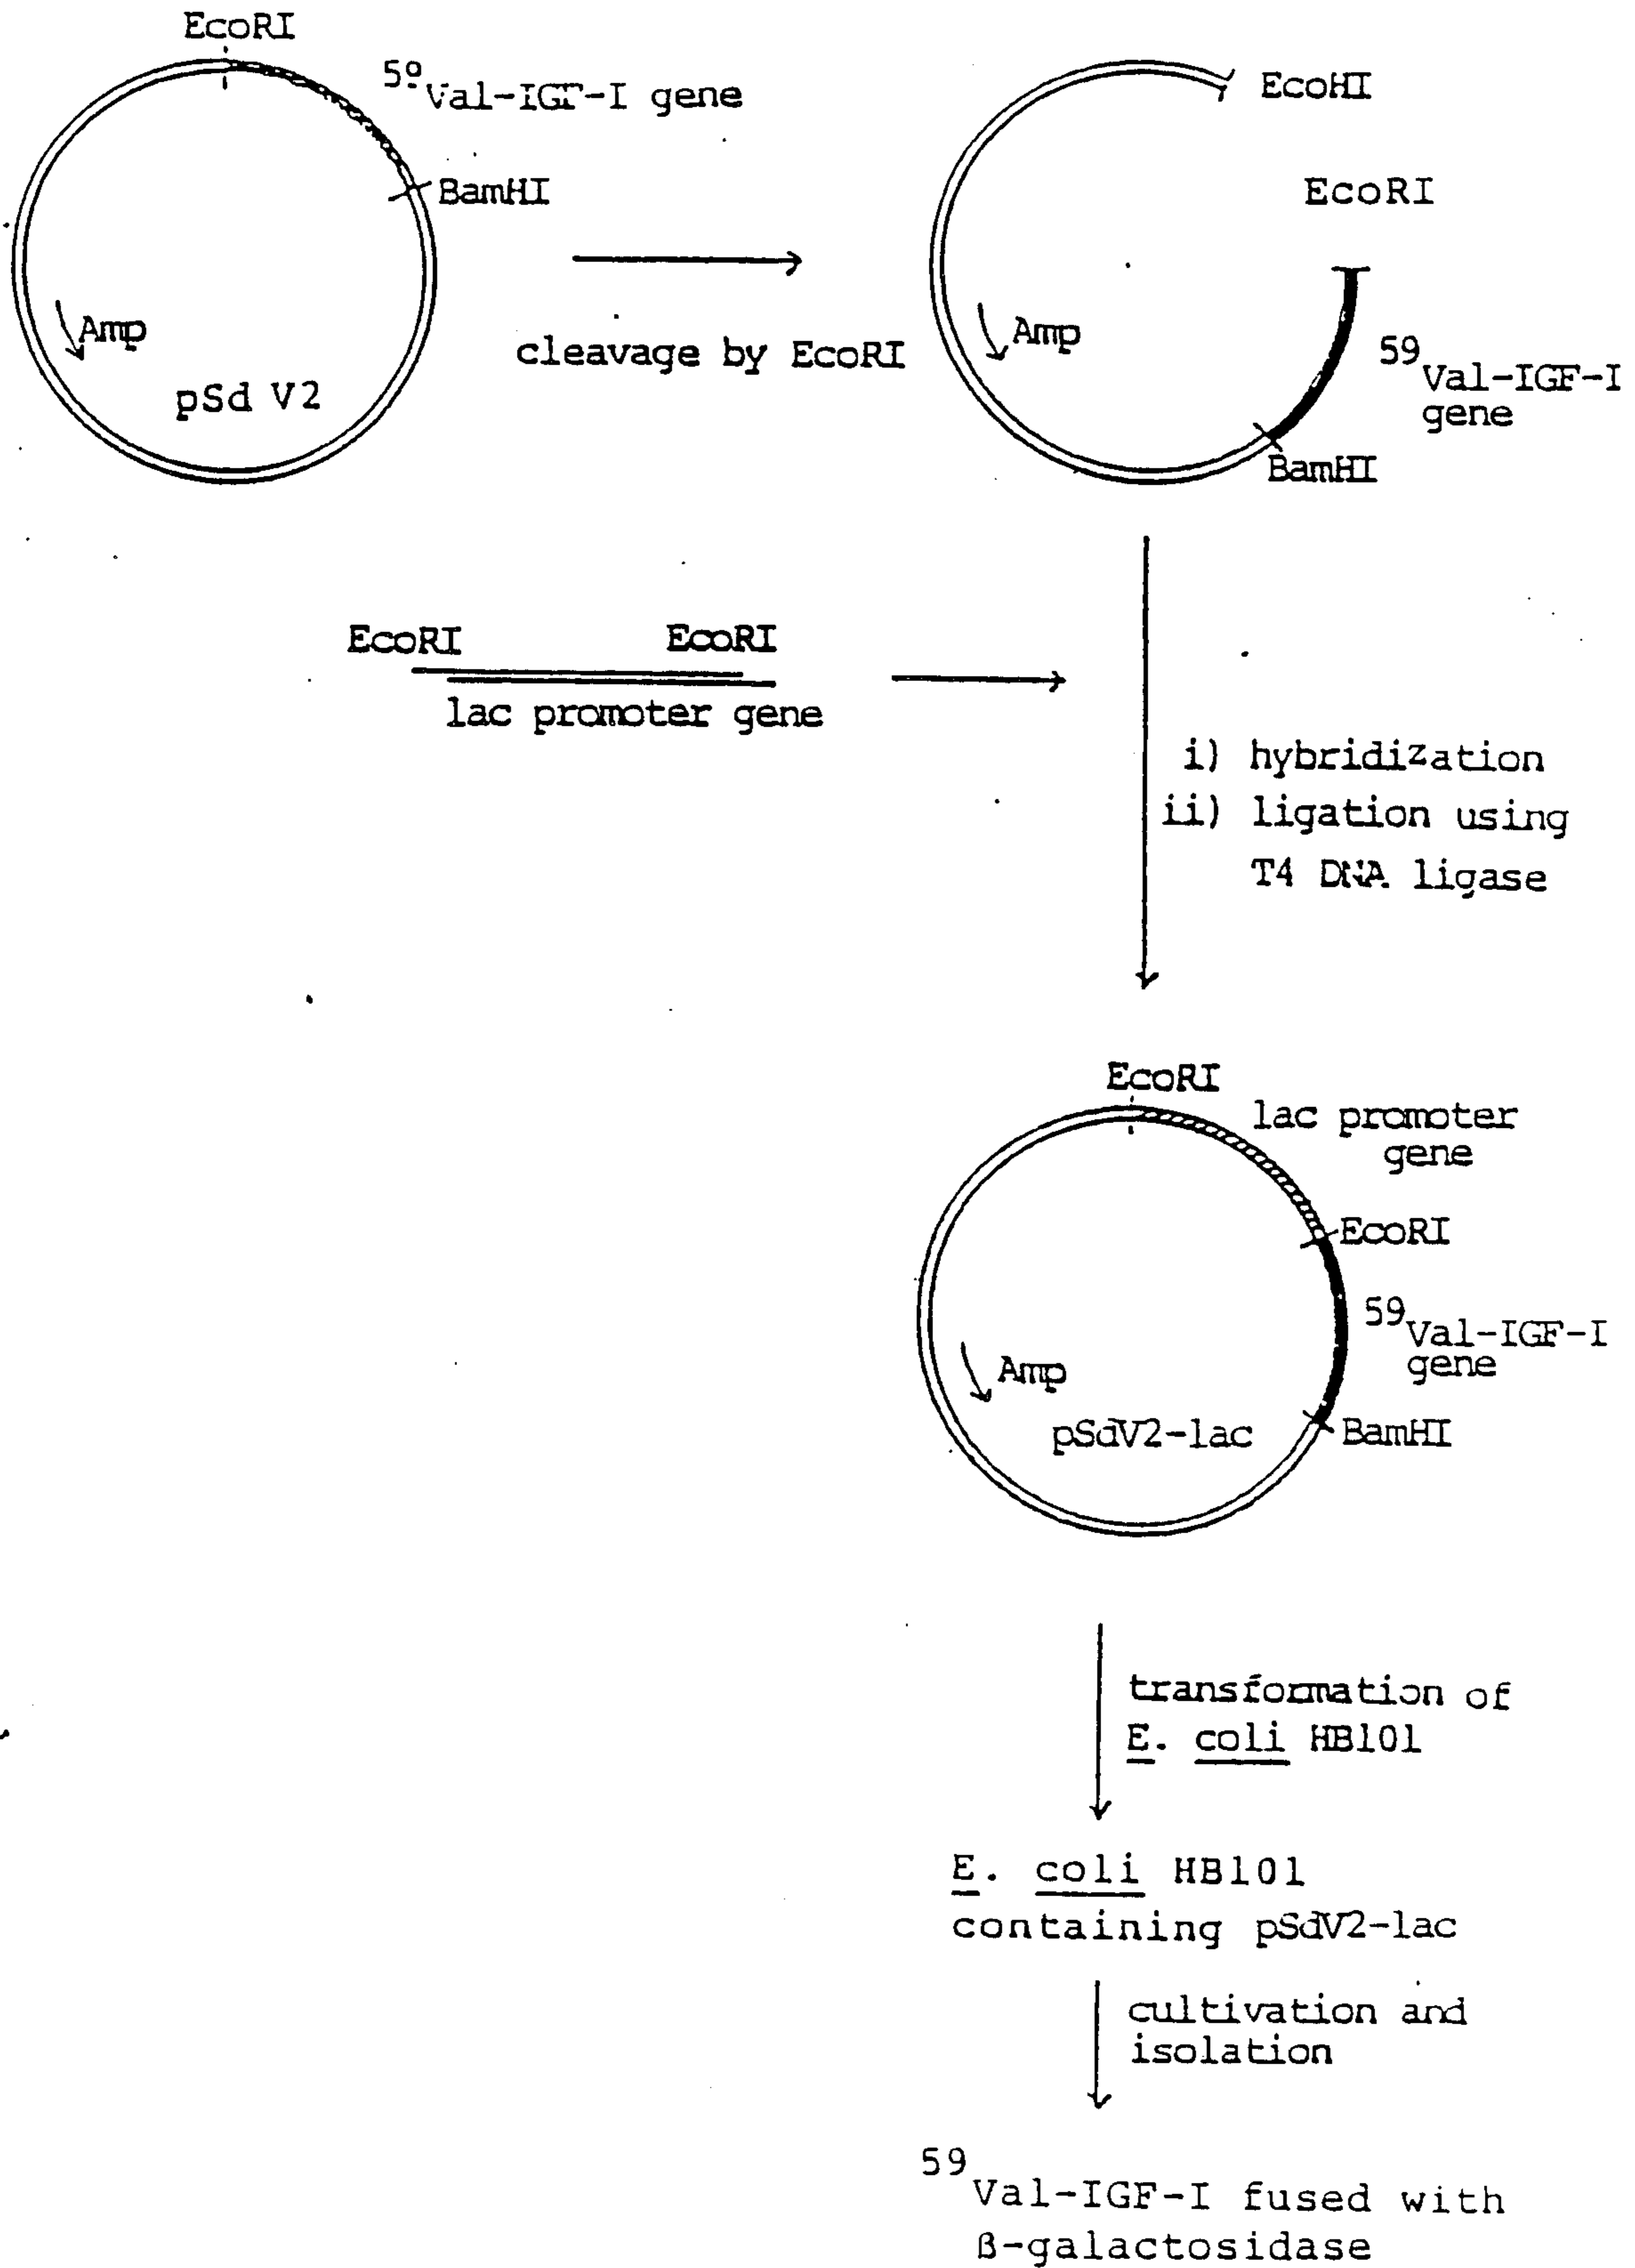 EcoRI
59
Val-IGF-I gene
BamHI
Amp
pSd V2
cleavage by EcoRI
EcoHI
EcoRI
Amp
59
Val-IGF-I
gene
BamHI
EcoRI
EcoRI
lac promoter gene
i) hybridization
ii) ligation using
T4 DNA ligase
EcoRI
lac promoter
gene
EcoRI
59
Val-IGF-I
gene
Amp
pSdV2-lac
BamHI
transformation of
E. coli HB101
E. coli HB101
containing pSdV2-lac
cultivation and
isolation
59
Val-IGF-I fused with
β-galactosidase